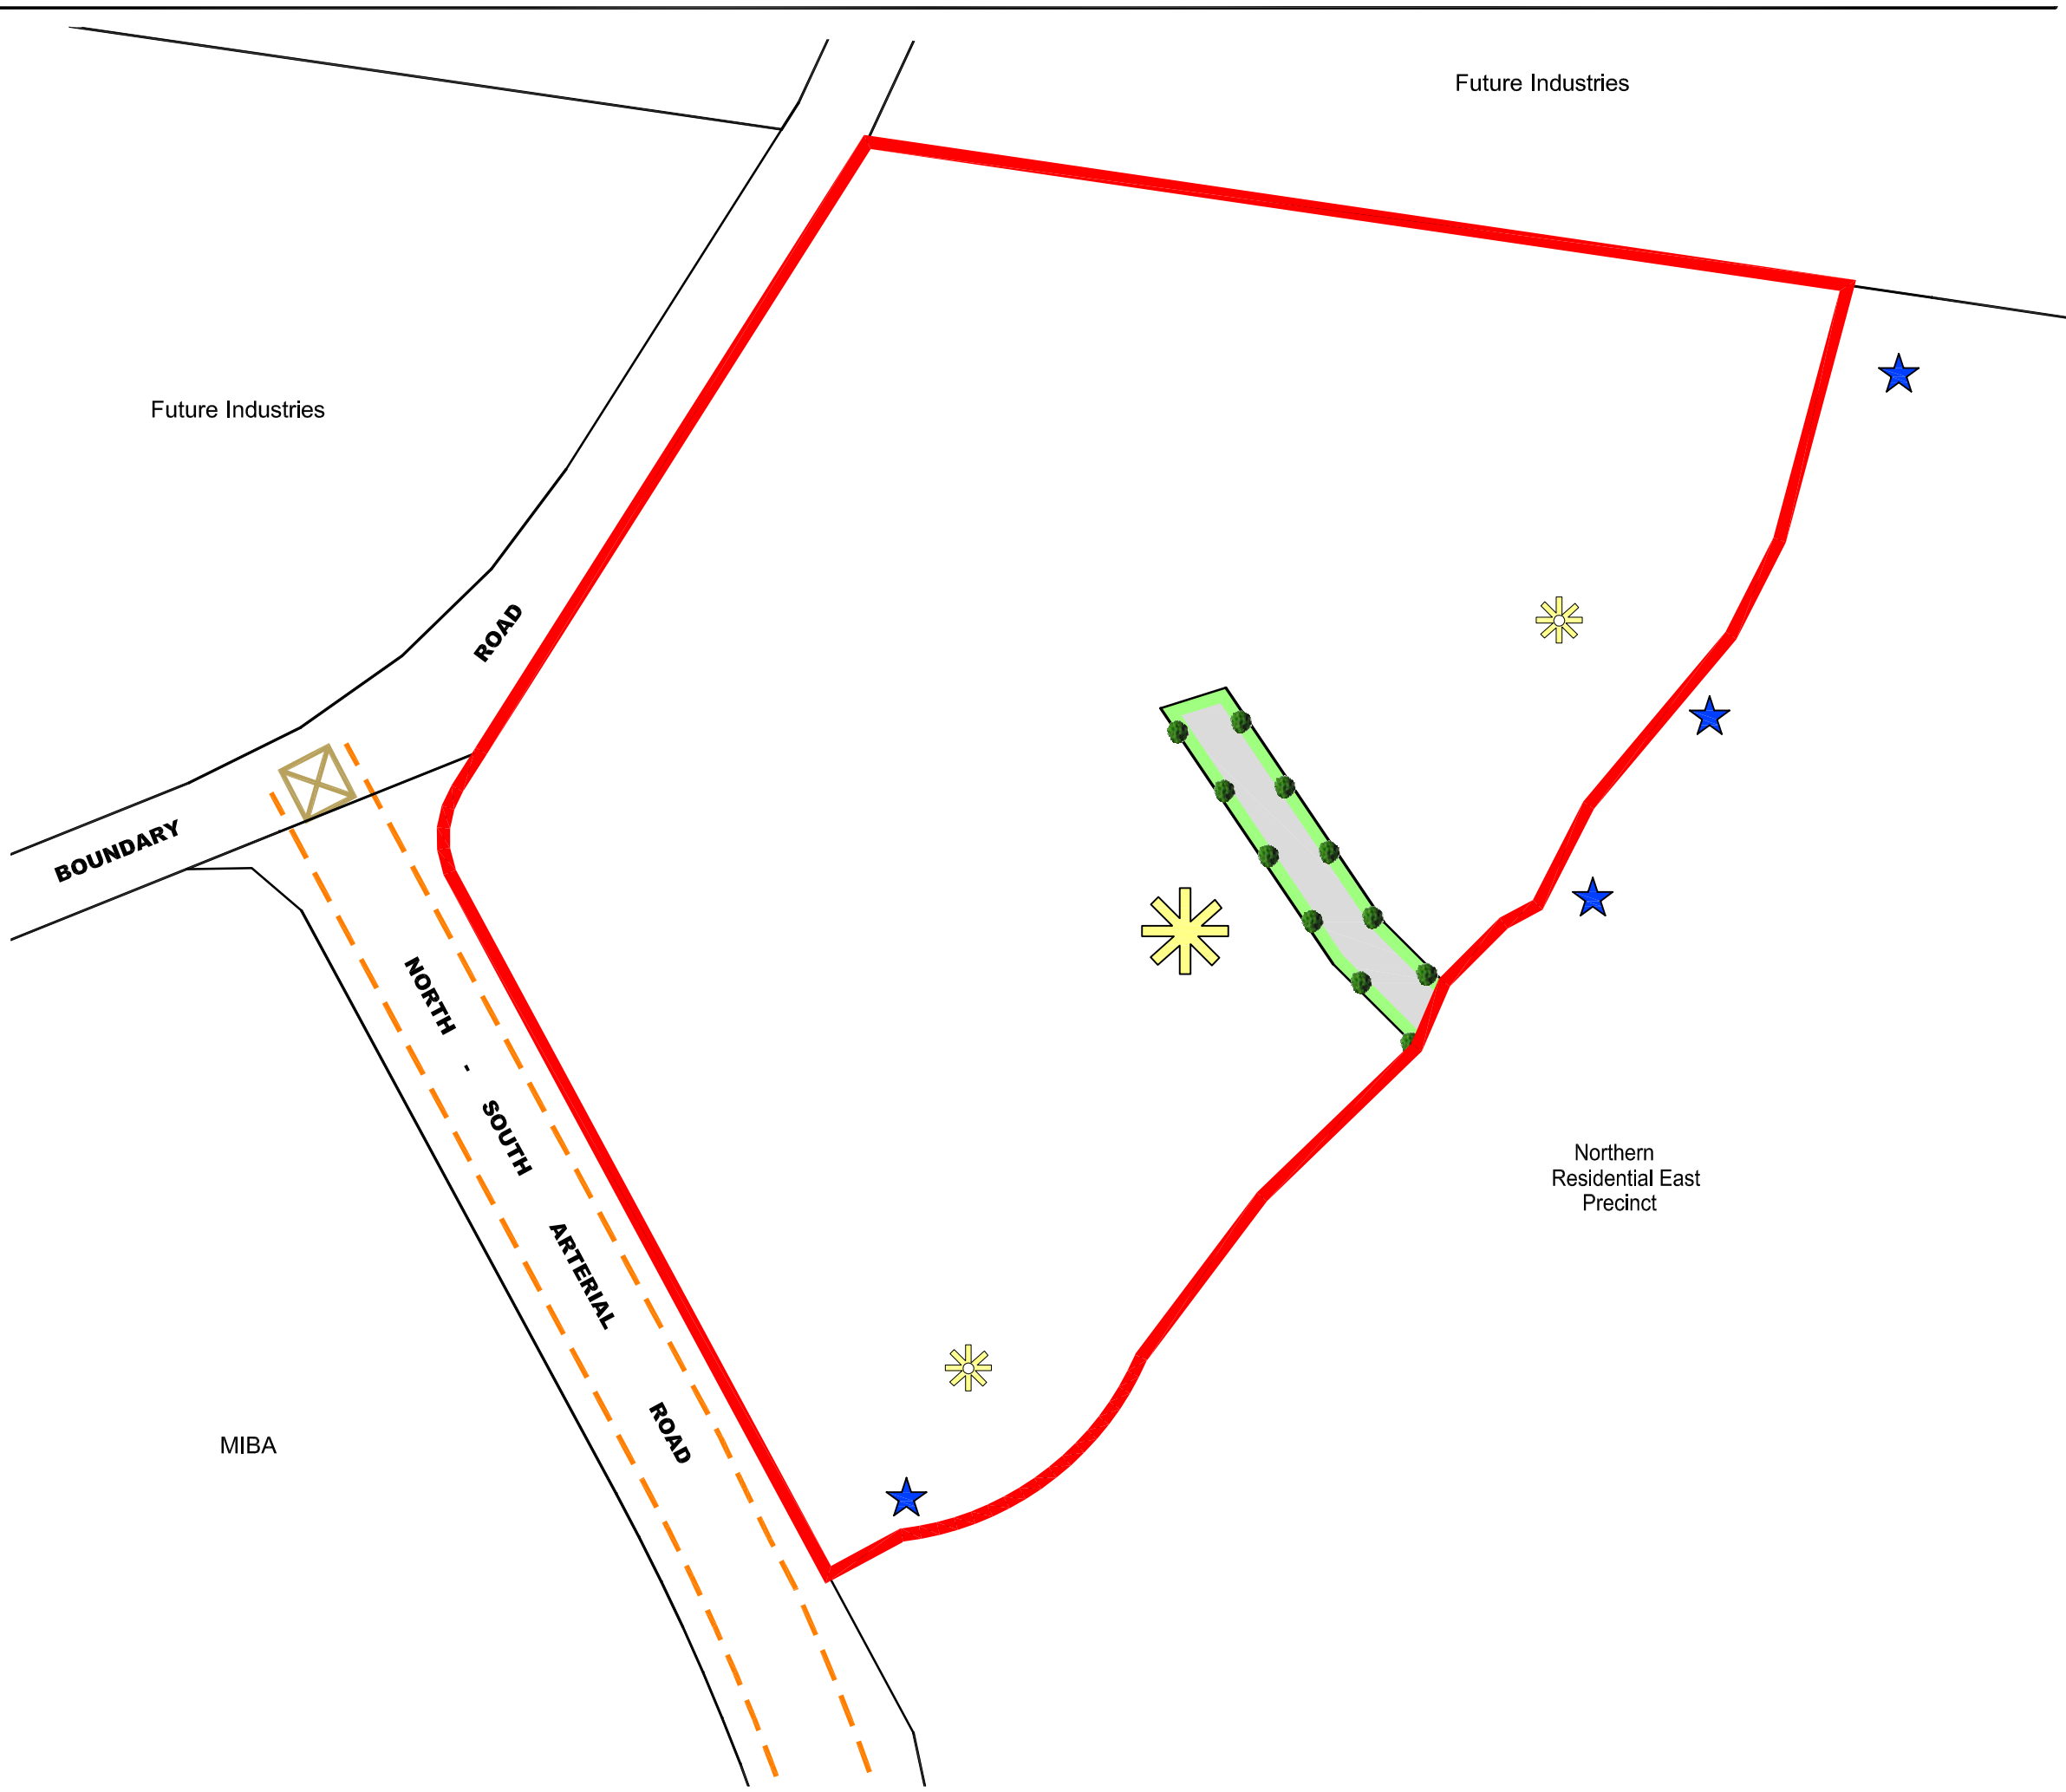 Future Industries
Future Industries
ROAD
BOUNDARY
NORTH - SOUTH ARTERIAL ROAD
Northern
Residential East
Precinct
MIBA